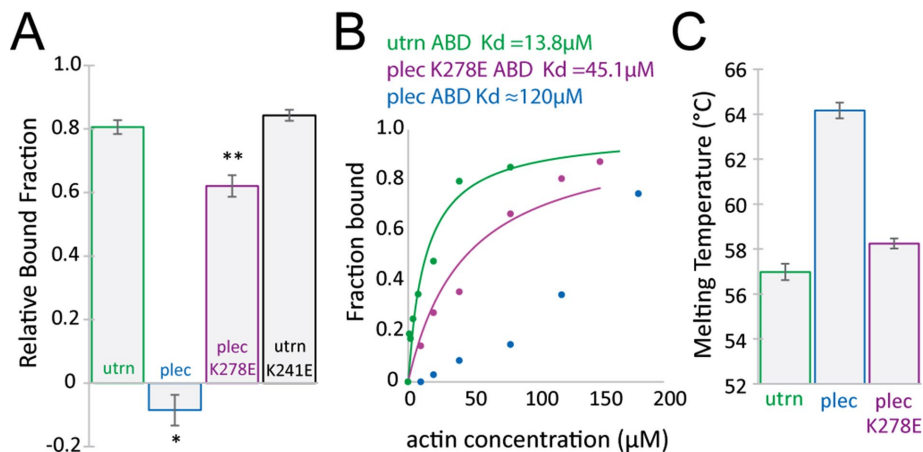 A
Relative Bound Fraction
1.0
0.8
0.6
0.4
0.2
0
-0.2
utrn
plec
*
**
plec
K278E
utrn
K241E
B
utrn ABD Kd =13.8µM
plec K278E ABD Kd =45.1µM
plec ABD Kd ≈120µM
Fraction bound
1.0
0.8
0.6
0.4
0.2
0
0
50
100
150
200
actin concentration (µM)
C
Melting Temperature (°C)
66
64
62
60
58
56
54
52
utrn
plec
plec
K278E